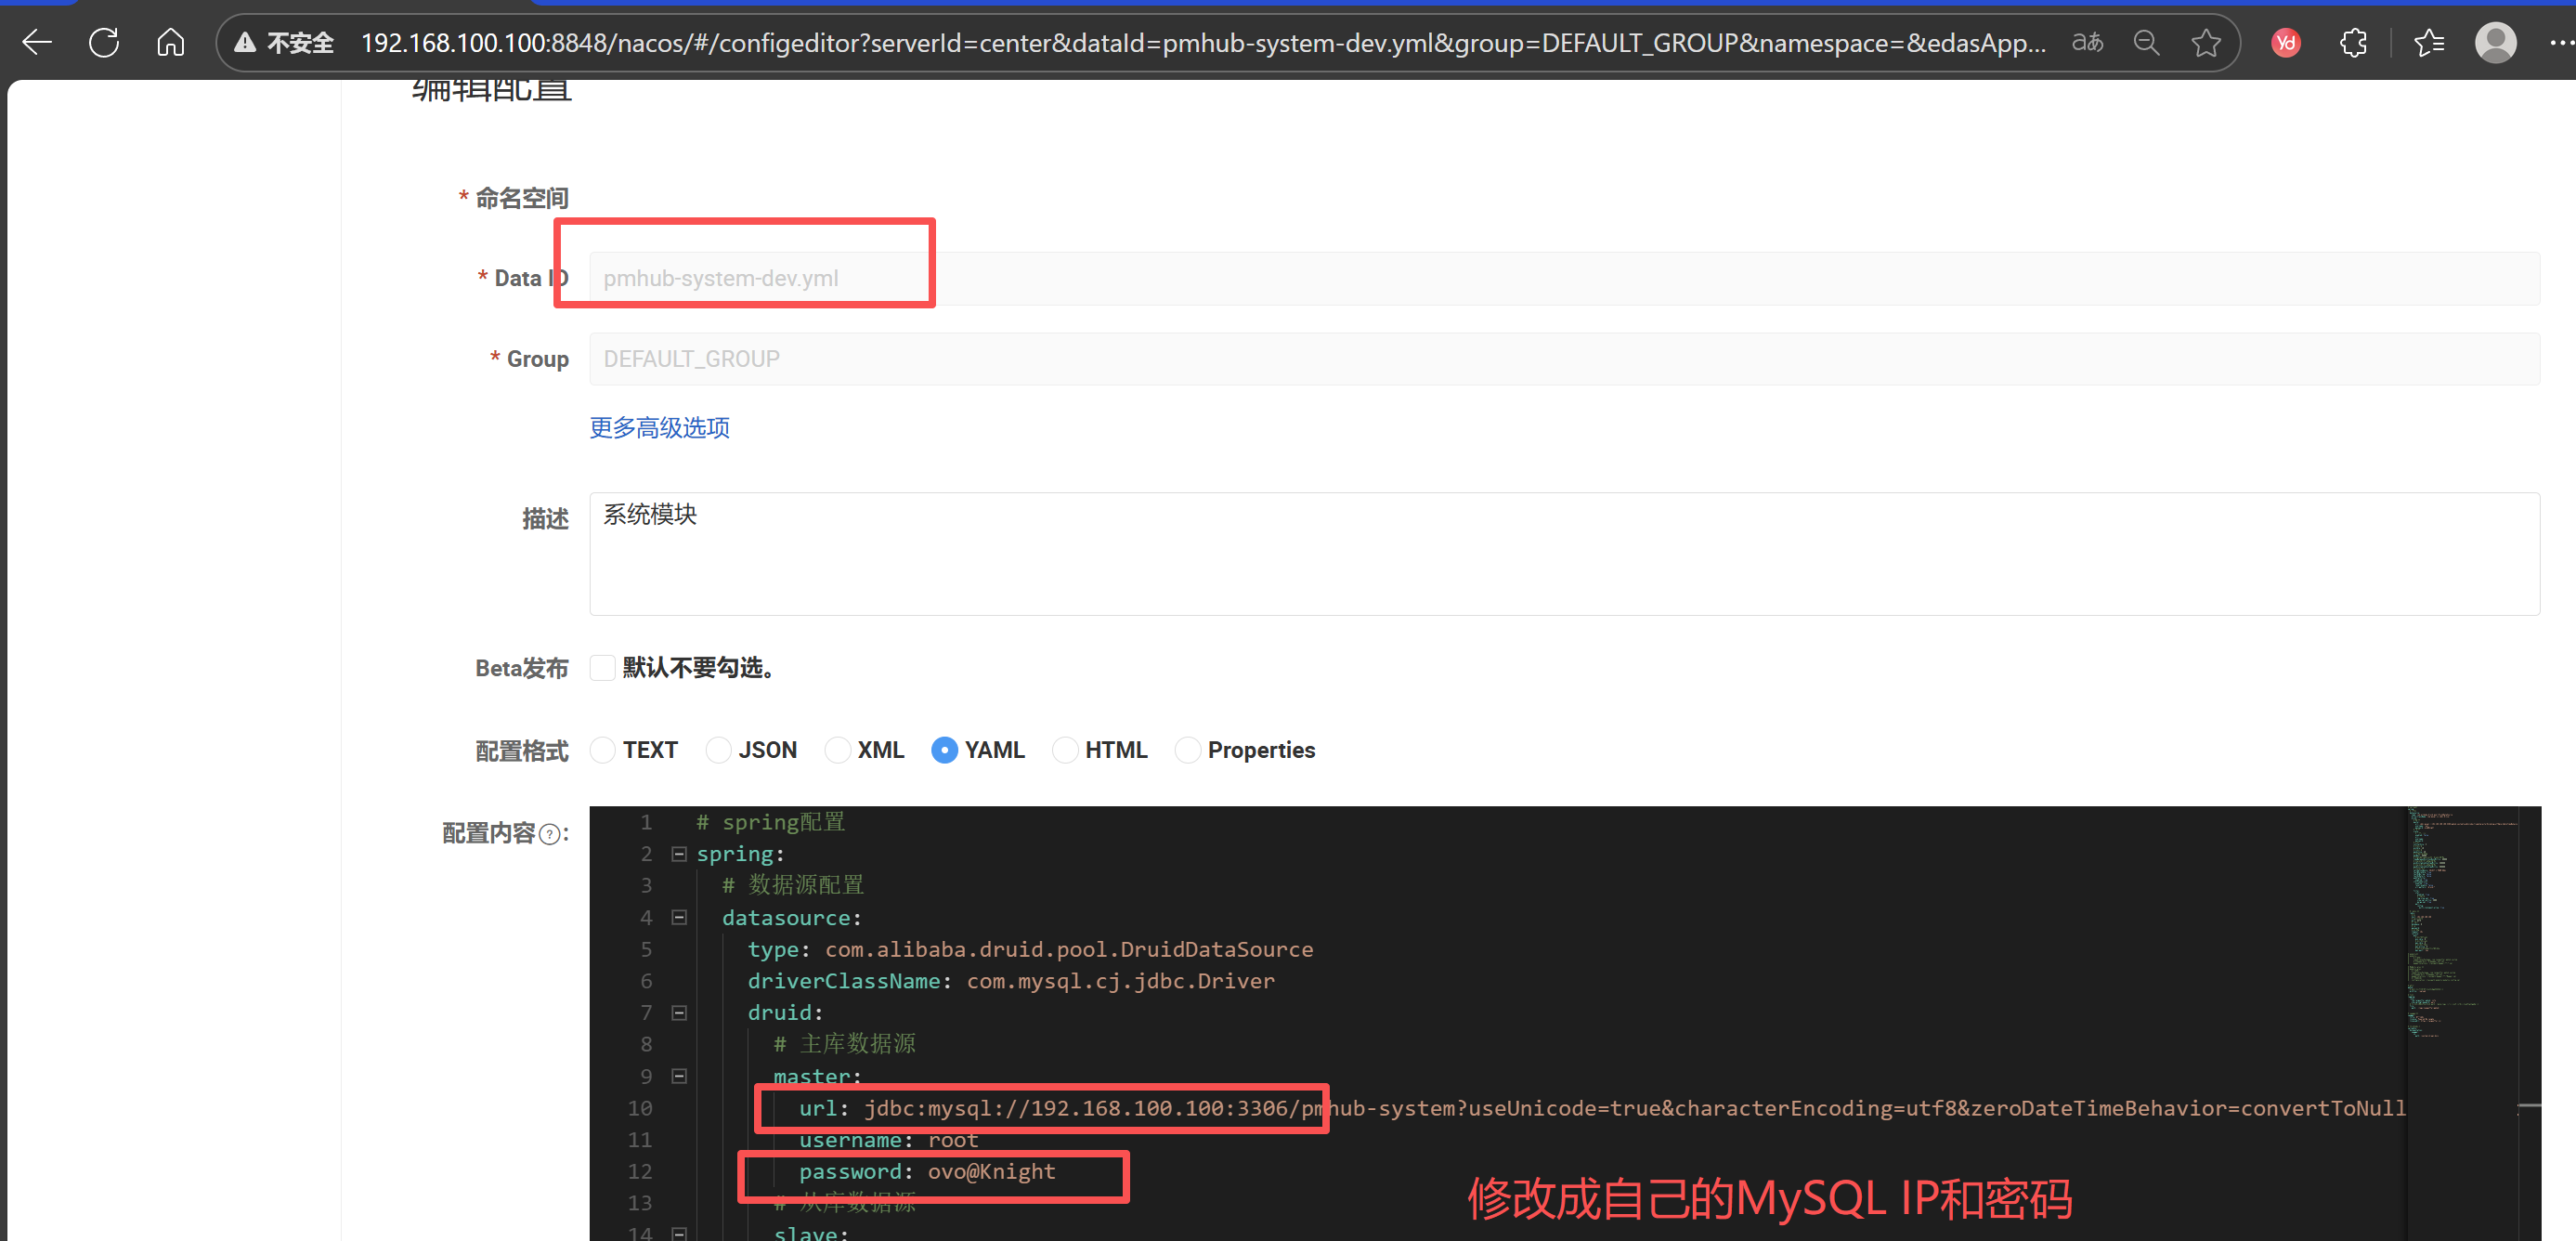 不安全 192.168.100.100:8848/nacos/#/configeditor?serverId=center&dataId=pmhub-system-dev.yml&group=DEFAULT_GROUP&namespace=&edasApp...
编辑配置
* 命名空间
* Data ID pmhub-system-dev.yml
* Group DEFAULT_GROUP
更多高级选项
描述 系统模块
Beta发布 默认不要勾选。
配置格式 TEXT JSON XML YAML HTML Properties
配置内容?:
1 # spring配置
2 spring:
3 # 数据源配置
4 datasource:
5 type: com.alibaba.druid.pool.DruidDataSource
6 driverClassName: com.mysql.cj.jdbc.Driver
7 druid:
8 # 主库数据源
9 master:
10 url: jdbc:mysql://192.168.100.100:3306/pmhub-system?useUnicode=true&characterEncoding=utf8&zeroDateTimeBehavior=convertToNull
11 username: root
12 password: ovo@Knight
13 # 从库数据源
14 slave:
修改成自己的MySQL IP和密码